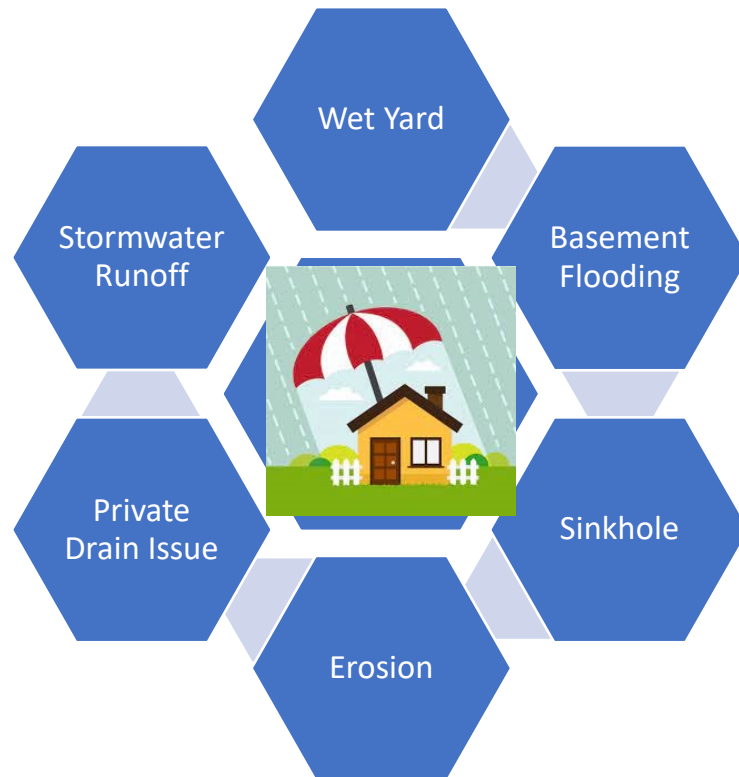 Wet Yard
Stormwater
Runoff
Basement
Flooding
Private
Drain Issue
Sinkhole
Erosion